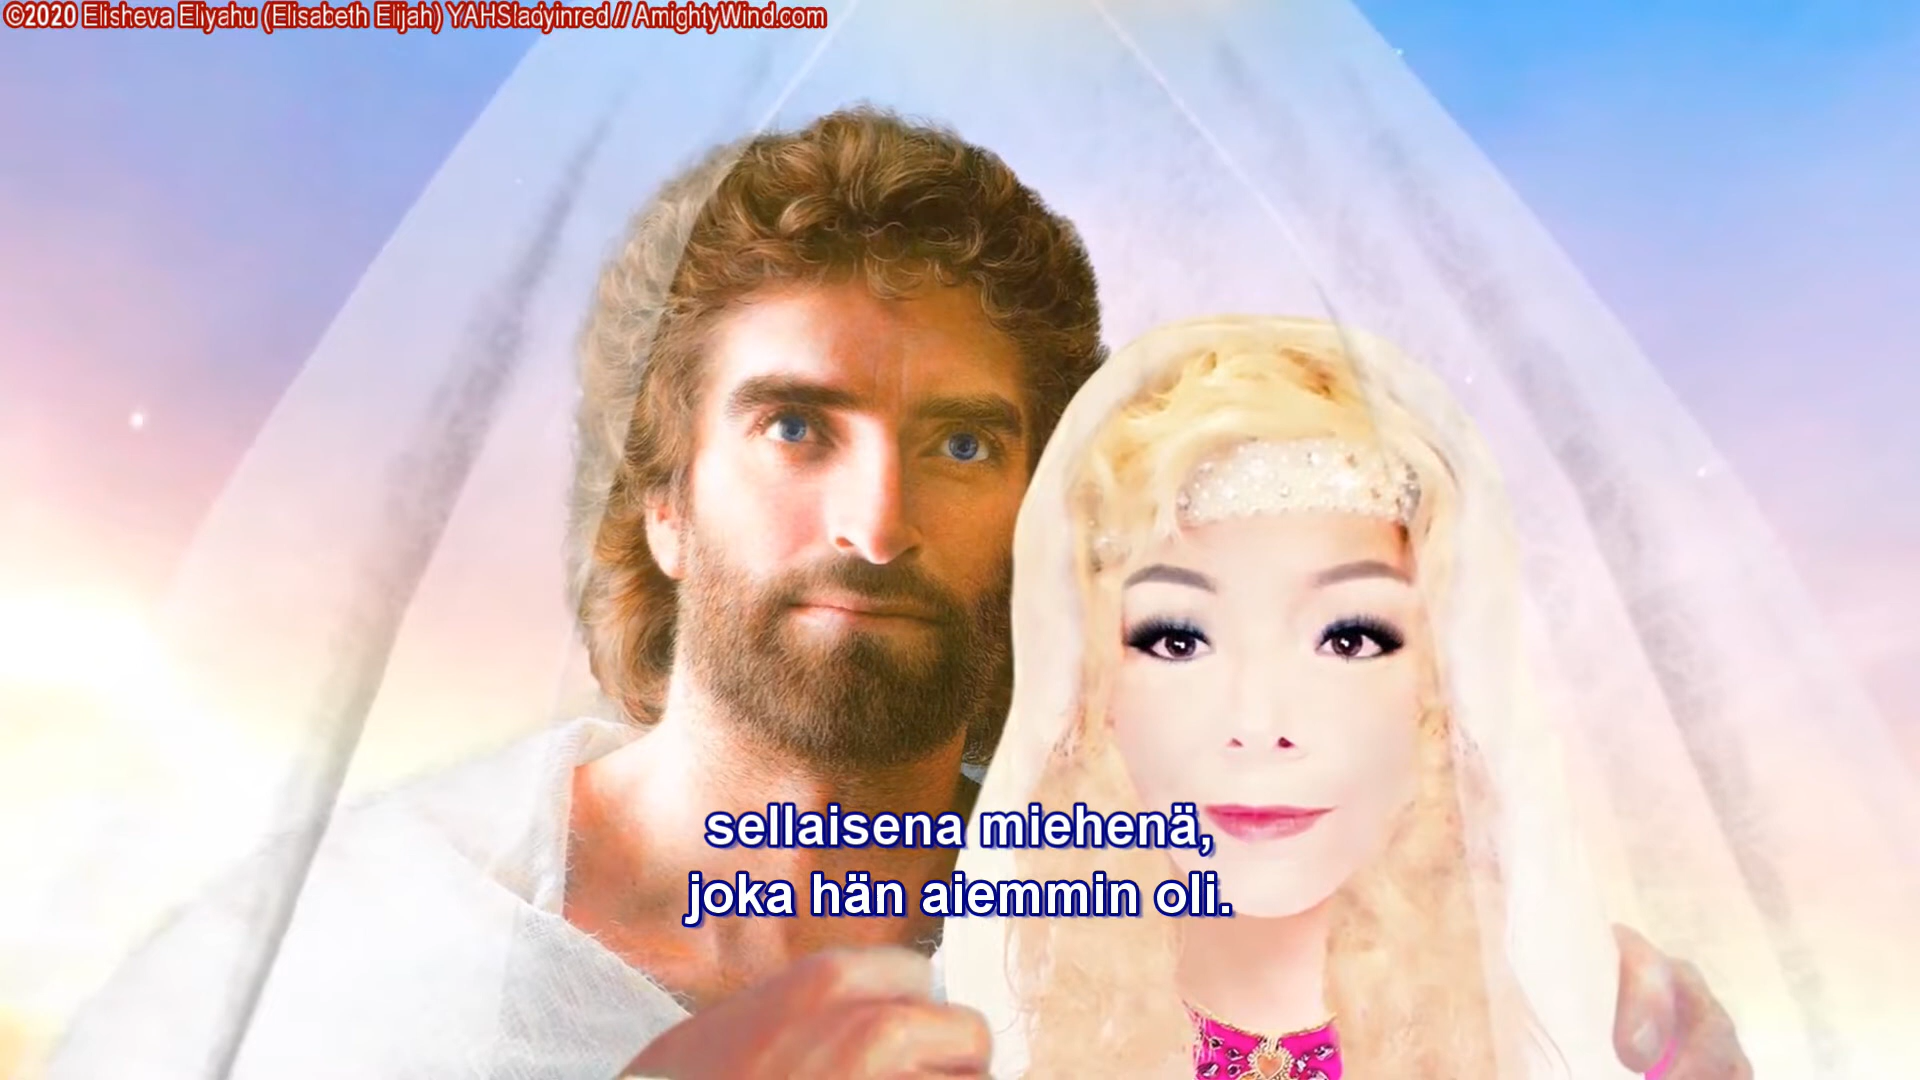 ©2020 Elisheva Eliyahu (Elisabeth Elijah) YAHSladyinred // AmightyWind.com
sellaisena miehenä,
joka hän aiemmin oli.